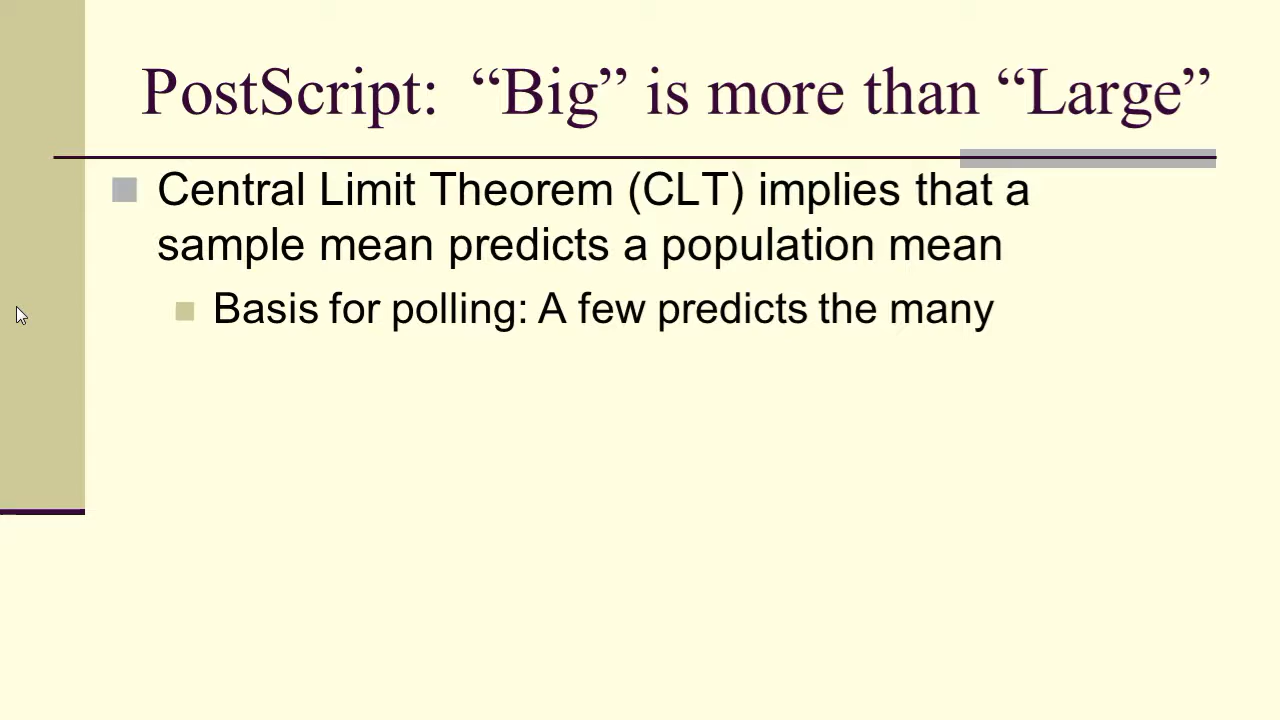 PostScript: “Big” is more than “Large”
Central Limit Theorem (CLT) implies that a
sample mean predicts a population mean
Basis for polling: A few predicts the many